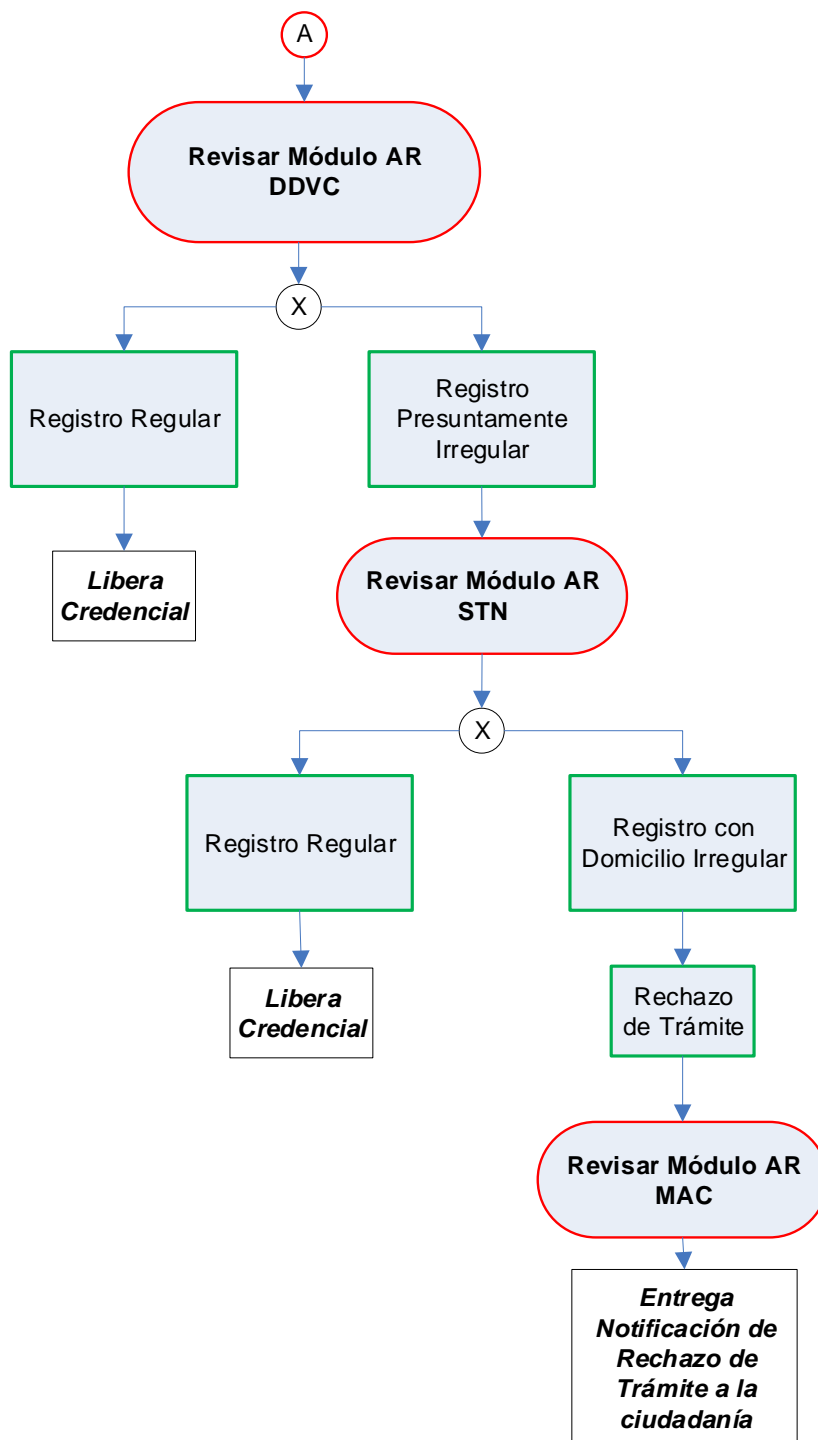 A
Revisar Módulo AR
DDVC
X
Registro Regular
Registro
Presuntamente
Irregular
Libera
Credencial
Revisar Módulo AR
STN
X
Registro Regular
Registro con
Domicilio Irregular
Libera
Credencial
Rechazo
de Trámite
Revisar Módulo AR
MAC
Entrega
Notificación de
Rechazo de
Trámite a la
ciudadanía